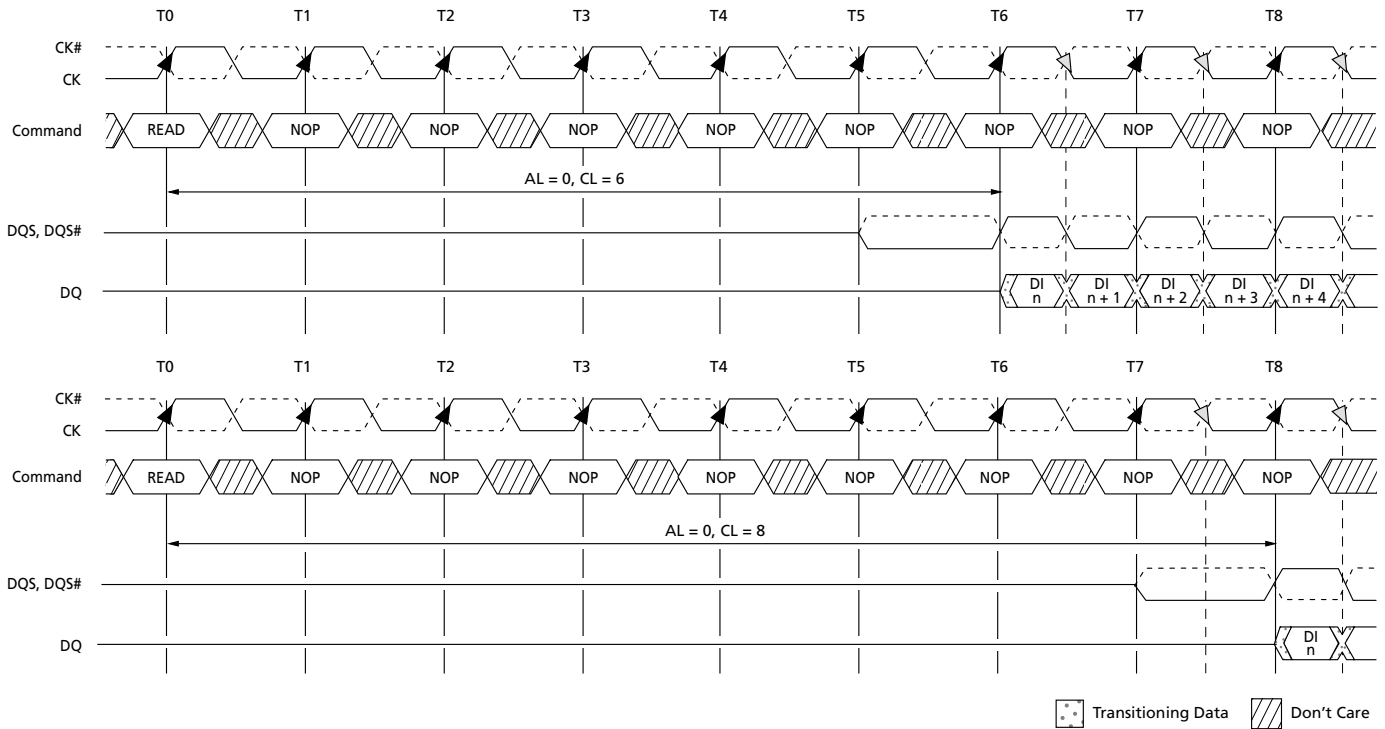 T0 T1 T2 T3 T4 T5 T6 T7 T8
CK#
CK
Command READ NOP NOP NOP NOP NOP NOP NOP NOP
AL = 0, CL = 6
DQS, DQS#
DQ DI n DI n + 1 DI n + 2 DI n + 3 DI n + 4
T0 T1 T2 T3 T4 T5 T6 T7 T8
CK#
CK
Command READ NOP NOP NOP NOP NOP NOP NOP NOP
AL = 0, CL = 8
DQS, DQS#
DQ DI n
Transitioning Data Don't Care